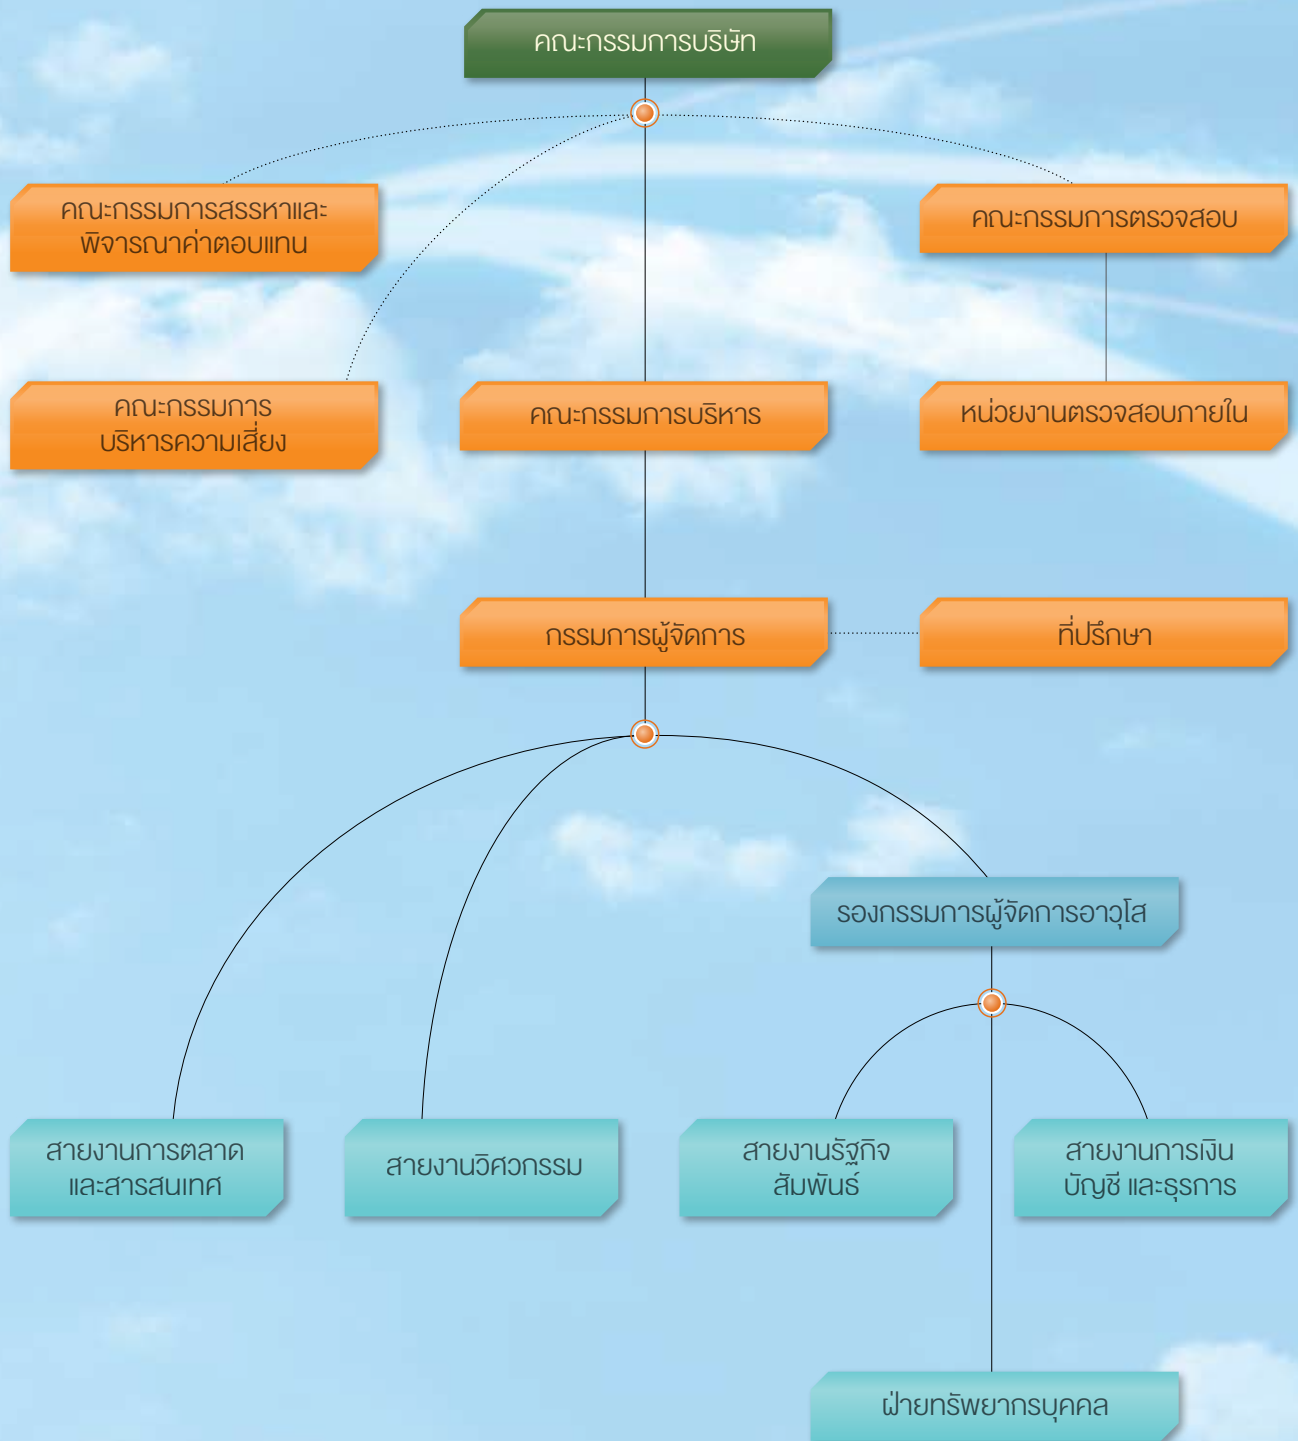 คณะกรรมการบริษัท
คณะกรรมการสรรหาและ
พิจารณาค่าตอบแทน
คณะกรรมการตรวจสอบ
คณะกรรมการ
บริหารความเสี่ยง
คณะกรรมการบริหาร
หน่วยงานตรวจสอบภายใน
กรรมการผู้จัดการ
ที่ปรึกษา
รองกรรมการผู้จัดการอาวุโส
สายงานการตลาด
และสารสนเทศ
สายงานวิศวกรรม
สายงานรัฐกิจ
สัมพันธ์
สายงานการเงิน
บัญชี และธุรการ
ฝ่ายทรัพยากรบุคคล